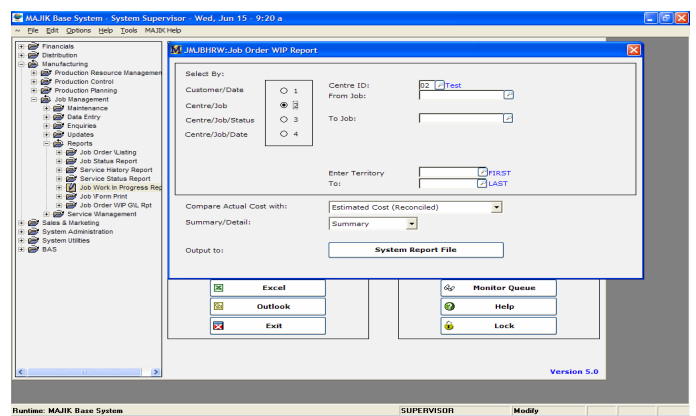 MAJIK Base System - System Supervisor - Wed, Jun 15 - 9:20 a
File Edit Options Help Tools MAJIK Help
Financials
Distribution
Manufacturing
Production Resource Managemen
Production Control
Production Planning
Job Management
Maintenance
Data Entry
Enquiries
Updates
Reports
Job Order \Listing
Job Status Report
Service History Report
Service Status Report
Job Work in Progress Rep
Job \Form Print
Job Order WIP G\L Rpt
Service Management
Sales & Marketing
System Administration
System Utilities
BAS
JMJBHRW:Job Order WIP Report
Select By:
Customer/Date 1
Centre/Job 2
Centre/Job/Status 3
Centre/Job/Date 4
Centre ID: 02 Test
From Job:
To Job:
Enter Territory FIRST
To: LAST
Compare Actual Cost with: Estimated Cost (Reconciled)
Summary/Detail: Summary
Output to: System Report File
Excel Monitor Queue
Outlook Help
Exit Lock
Version 5.0
Runtime: MAJIK Base System SUPERVISOR Modify